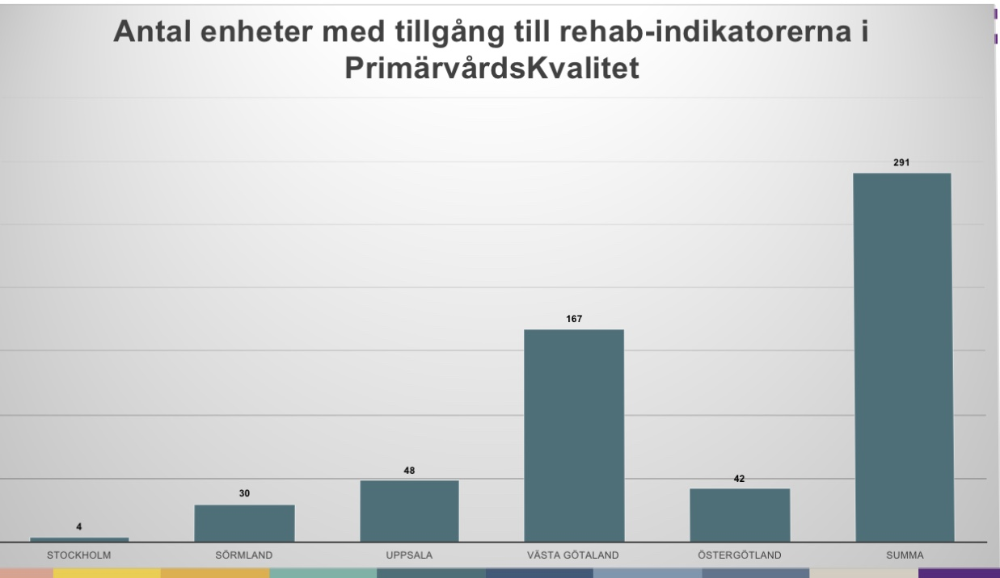 Antal enheter med tillgång till rehab-indikatorerna i
PrimärvårdsKvalitet
291
167
48
42
30
4
STOCKHOLM
SÖRMLAND
UPPSALA
VÄSTA GÖTALAND
ÖSTERGÖTLAND
SUMMA